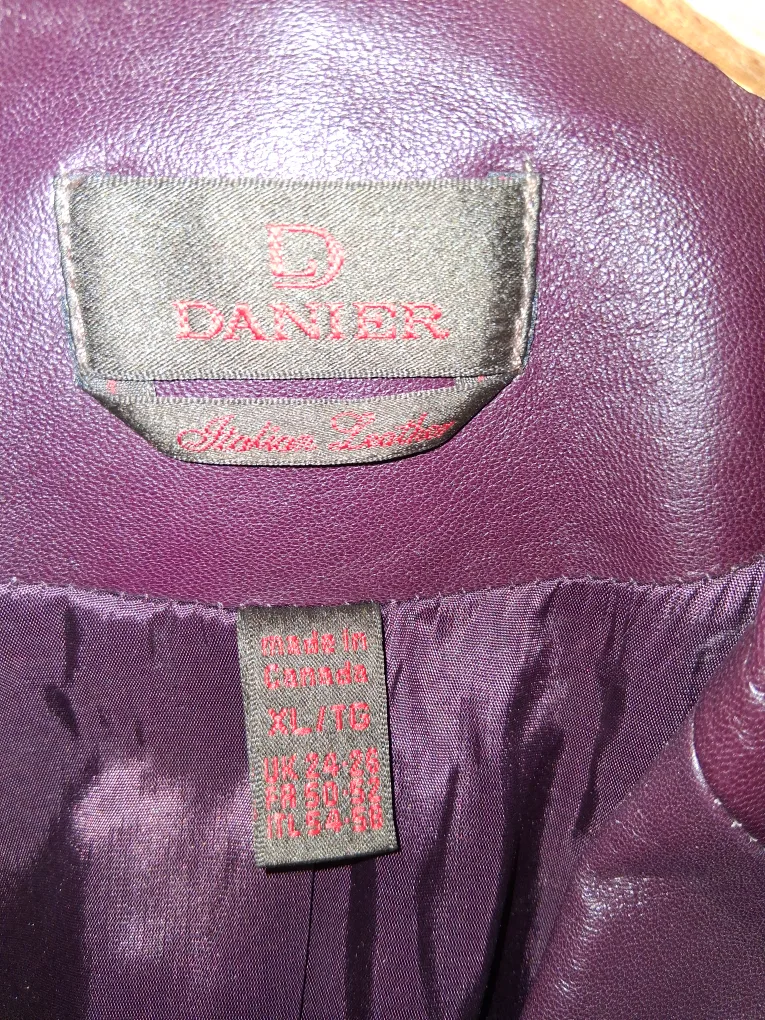 D
DANIER
Italian Leather
made in
Canada
XL/TG
UK 24-26
FR 50-52
ITL 54-56